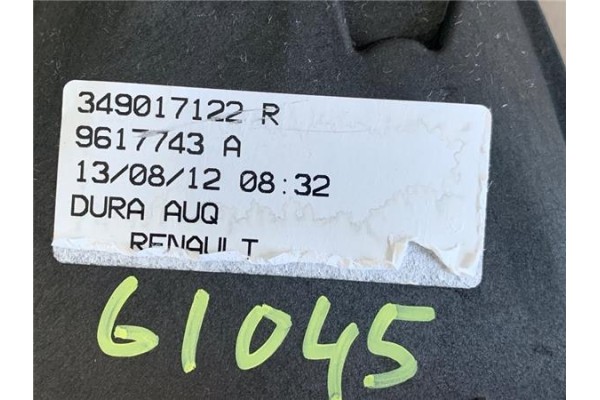 349017122 R
9617743 A
13/08/12 08:32
DURA AUQ
RENAULT
61045